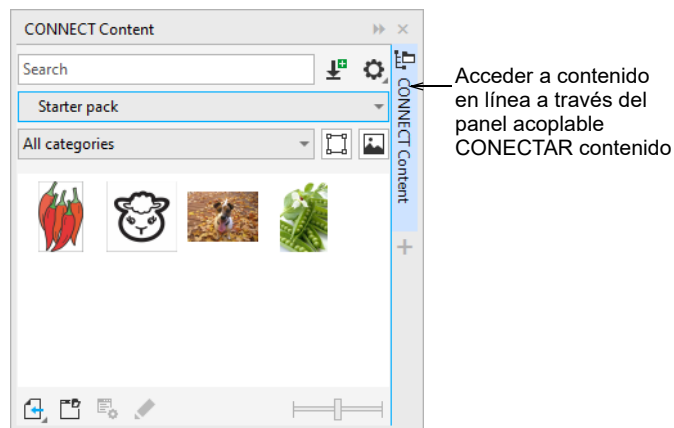 CONNECT Content
Search
Starter pack
All categories
CONNECT Content
Acceder a contenido
en línea a través del
panel acoplable
CONECTAR contenido